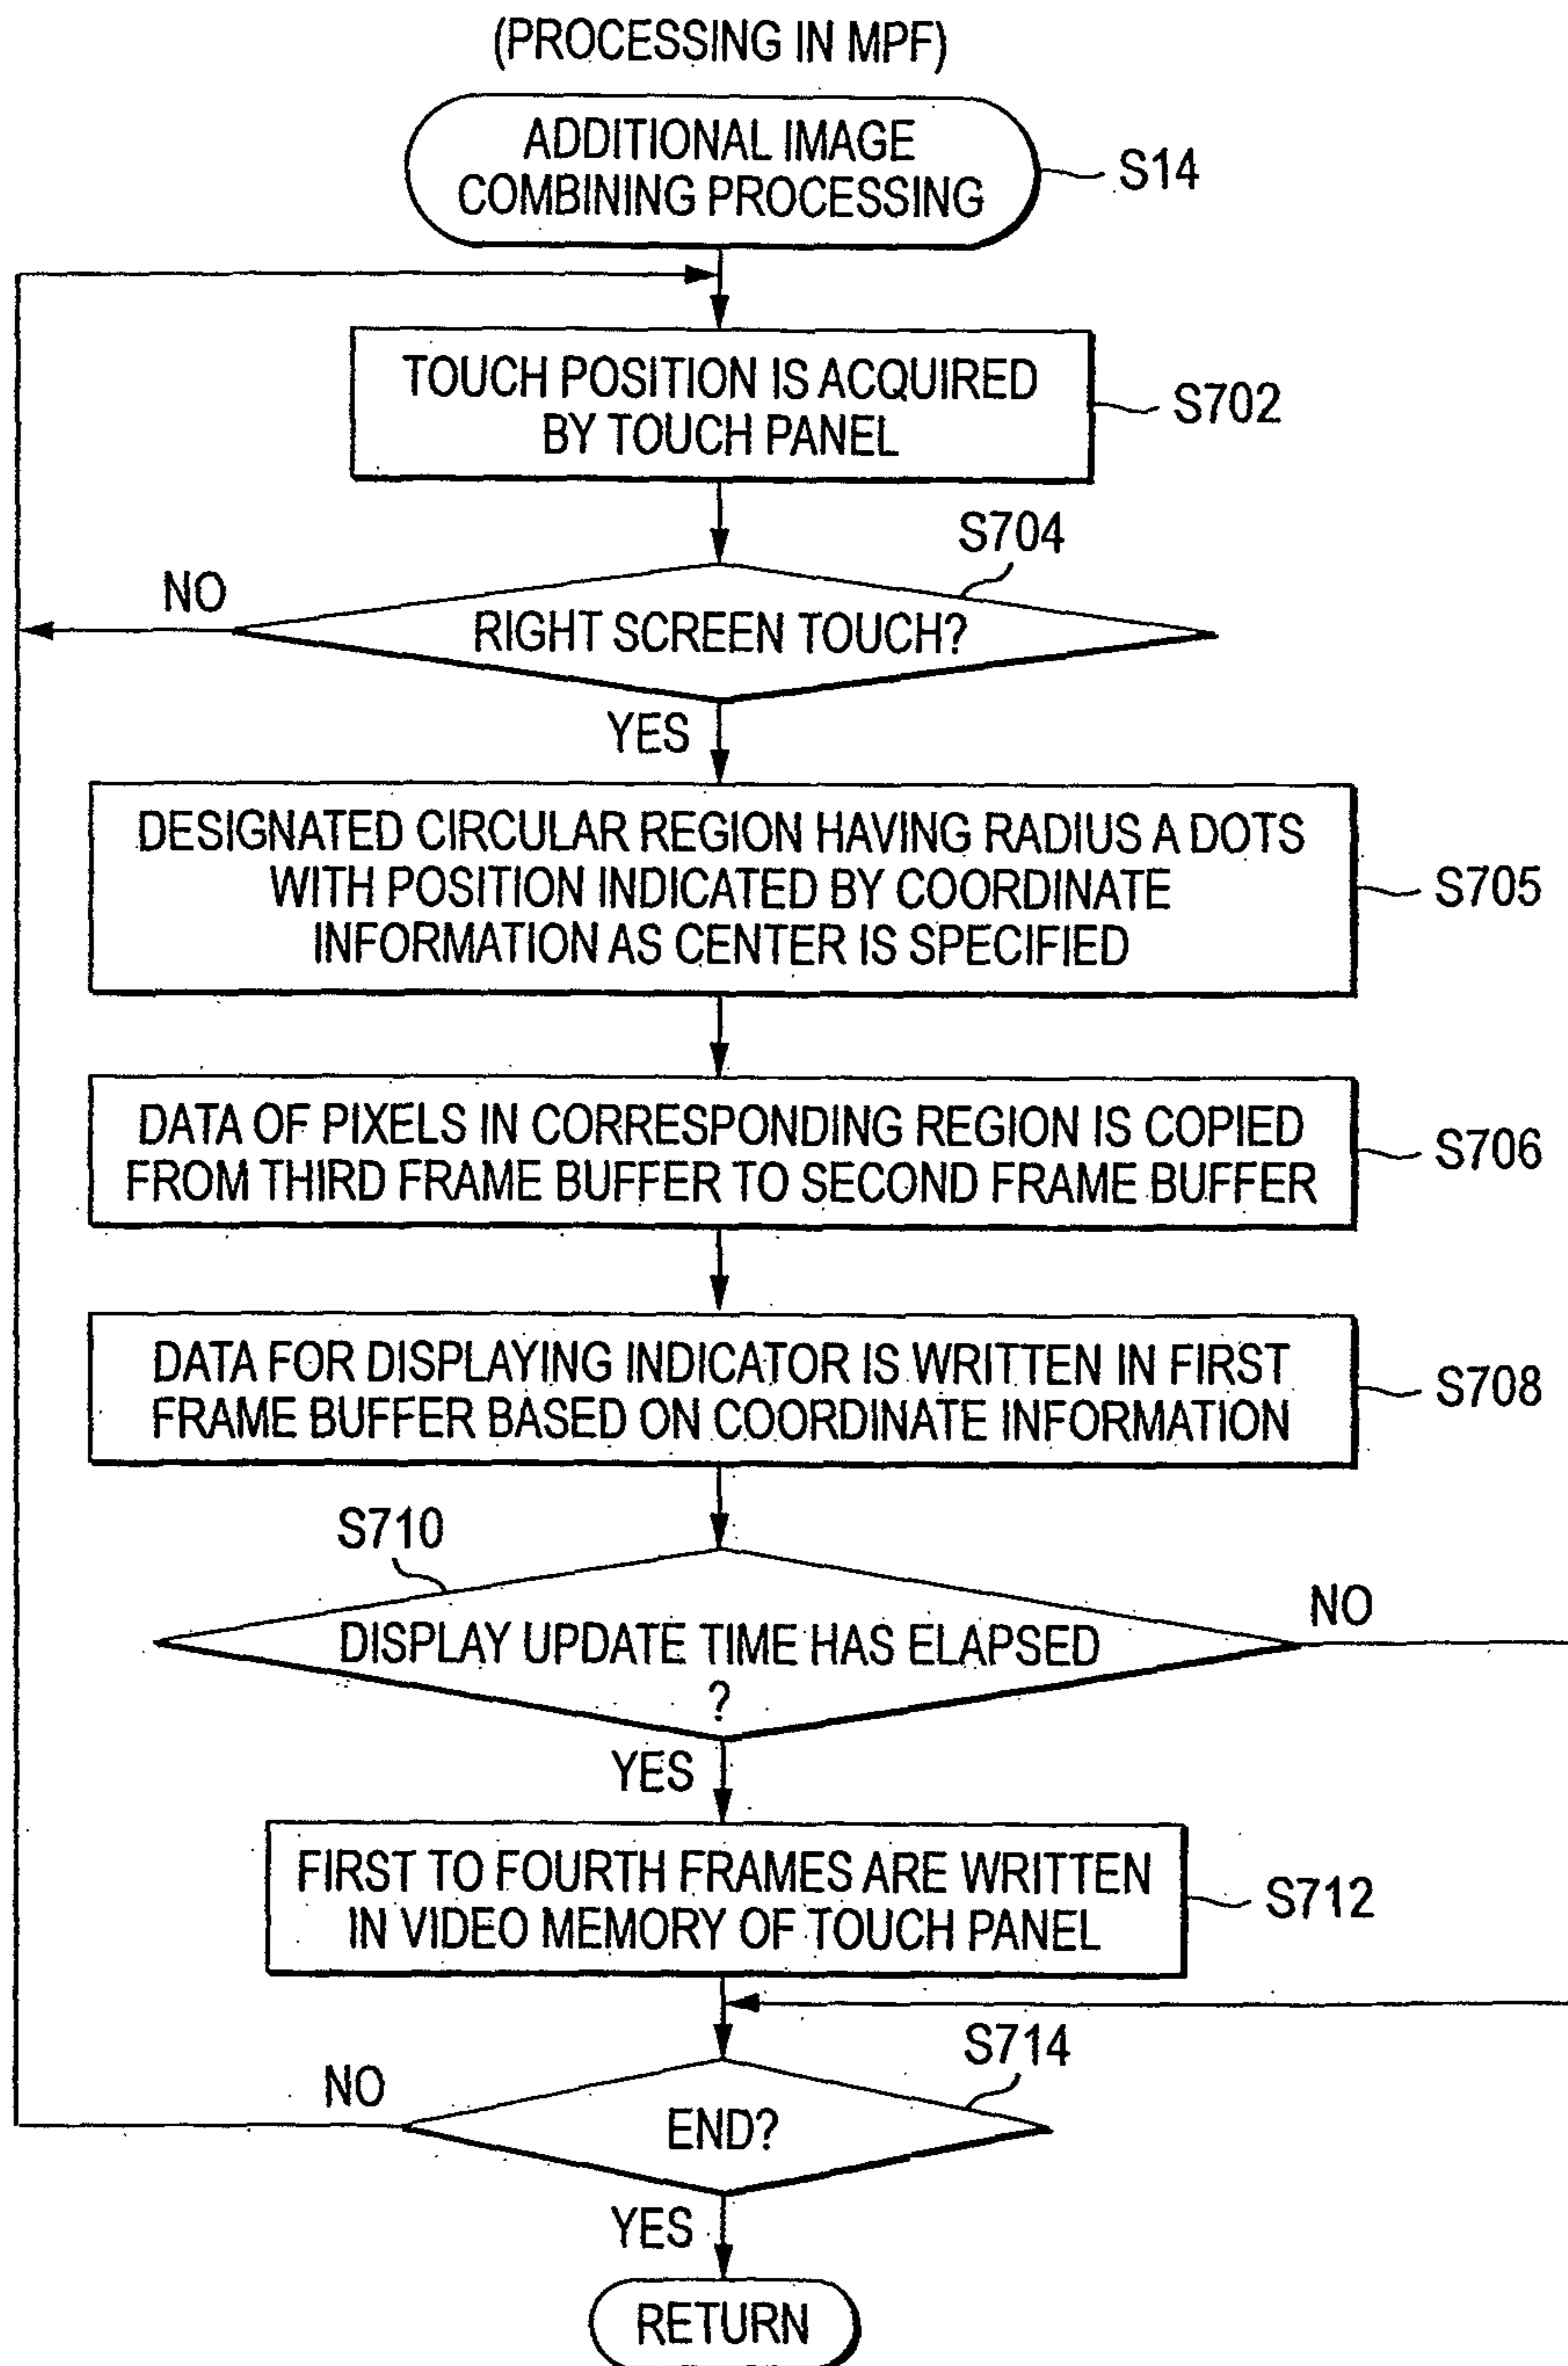 (PROCESSING IN MPF)
ADDITIONAL IMAGE
COMBINING PROCESSING
S14
TOUCH POSITION IS ACQUIRED
BY TOUCH PANEL
S702
S704
NO
RIGHT SCREEN TOUCH?
YES
DESIGNATED CIRCULAR REGION HAVING RADIUS A DOTS
WITH POSITION INDICATED BY COORDINATE
INFORMATION AS CENTER IS SPECIFIED
S705
DATA OF PIXELS IN CORRESPONDING REGION IS COPIED
FROM THIRD FRAME BUFFER TO SECOND FRAME BUFFER
S706
DATA FOR DISPLAYING INDICATOR IS WRITTEN IN FIRST
FRAME BUFFER BASED ON COORDINATE INFORMATION
S708
S710
NO
DISPLAY UPDATE TIME HAS ELAPSED
?
YES
FIRST TO FOURTH FRAMES ARE WRITTEN
IN VIDEO MEMORY OF TOUCH PANEL
S712
S714
NO
END?
YES
RETURN